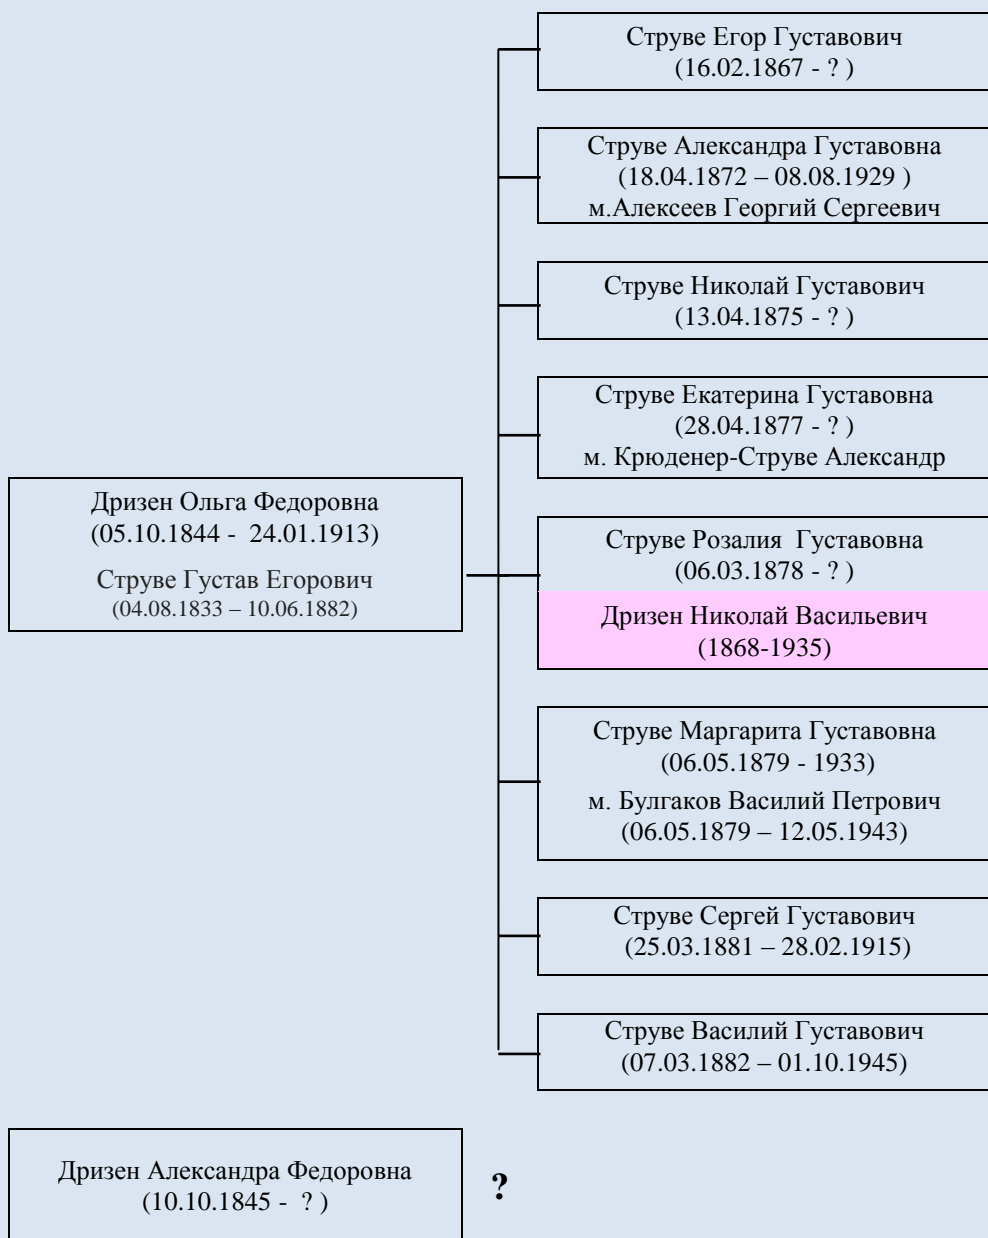 Струве Егор Густавович
(16.02.1867 - ? )
Струве Александра Густавовна
(18.04.1872 – 08.08.1929 )
м.Алексеев Георгий Сергеевич
Струве Николай Густавович
(13.04.1875 - ? )
Струве Екатерина Густавовна
(28.04.1877 - ? )
м. Крюденер-Струве Александр
Дризен Ольга Федоровна
(05.10.1844 - 24.01.1913)
Струве Густав Егорович
(04.08.1833 – 10.06.1882)
Струве Розалия Густавовна
(06.03.1878 - ? )
Дризен Николай Васильевич
(1868-1935)
Струве Маргарита Густавовна
(06.05.1879 - 1933)
м. Булгаков Василий Петрович
(06.05.1879 – 12.05.1943)
Струве Сергей Густавович
(25.03.1881 – 28.02.1915)
Струве Василий Густавович
(07.03.1882 – 01.10.1945)
Дризен Александра Федоровна
(10.10.1845 - ? )
?